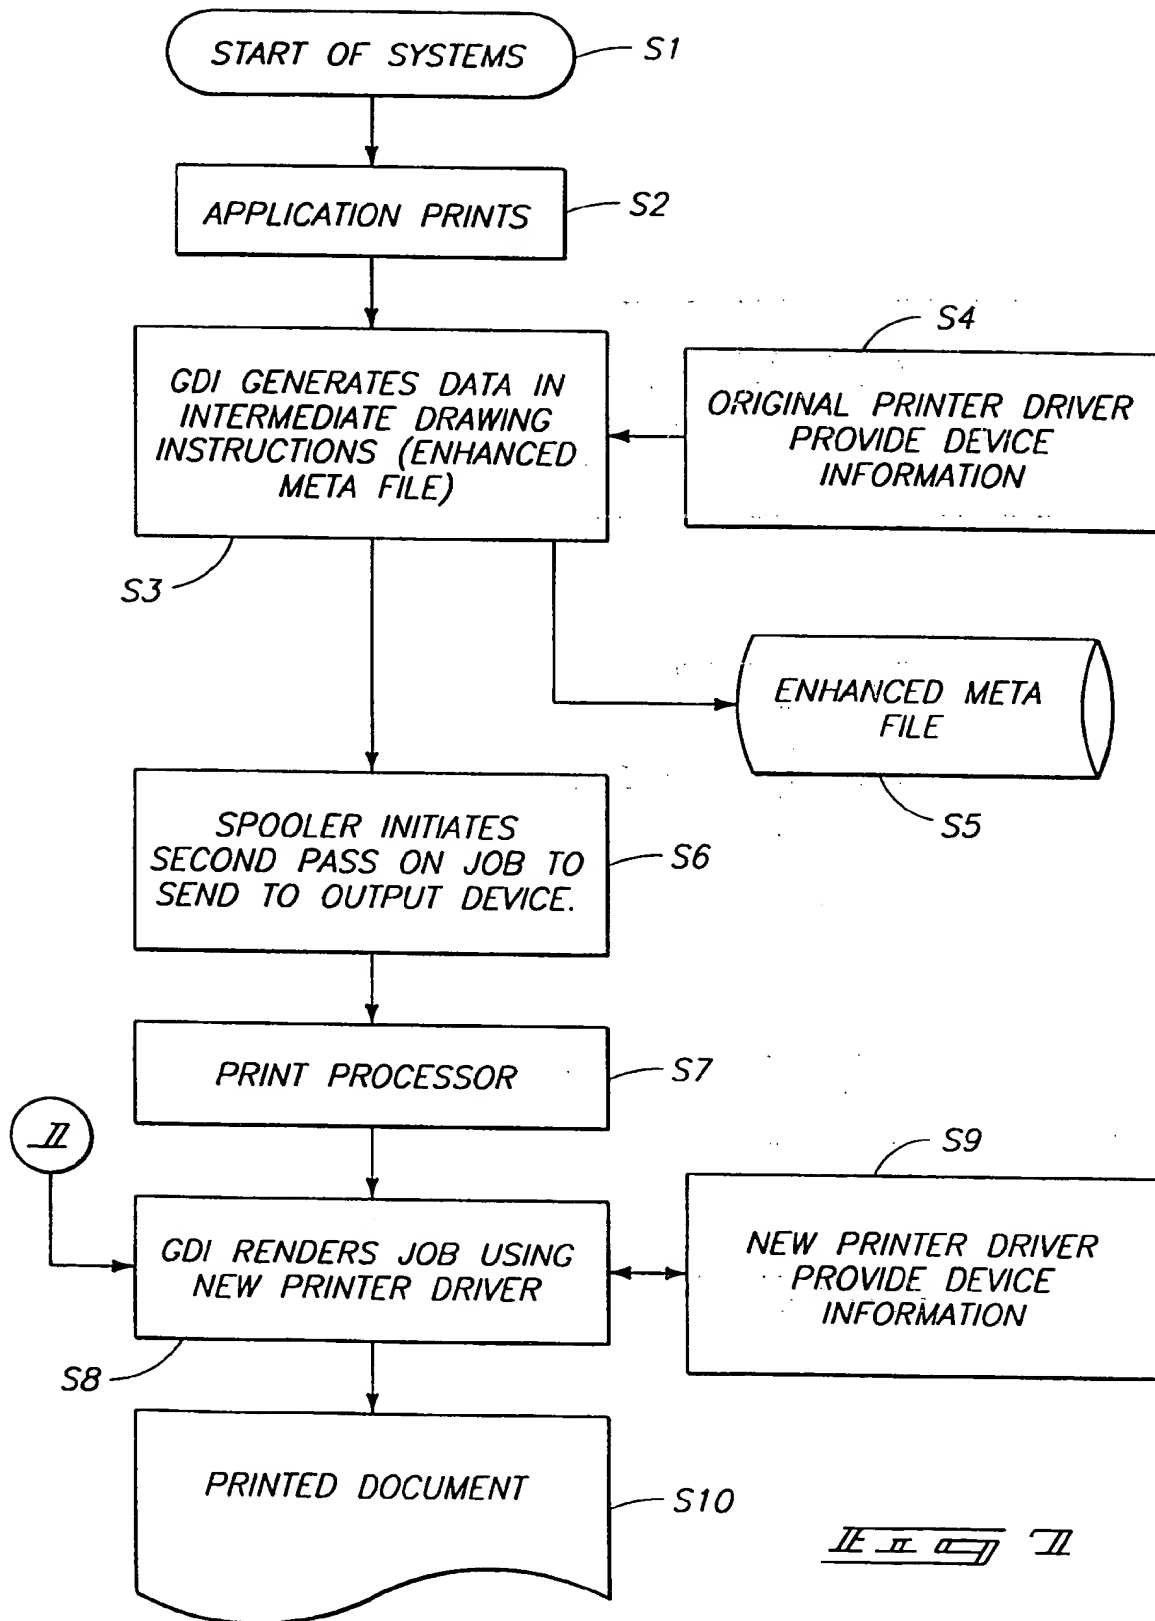 START OF SYSTEMS
S1
APPLICATION PRINTS
S2
GDI GENERATES DATA IN
INTERMEDIATE DRAWING
INSTRUCTIONS (ENHANCED
META FILE)
S3
S4
ORIGINAL PRINTER DRIVER
PROVIDE DEVICE
INFORMATION
ENHANCED META
FILE
S5
SPOOLER INITIATES
SECOND PASS ON JOB TO
SEND TO OUTPUT DEVICE.
S6
PRINT PROCESSOR
S7
S9
GDI RENDERS JOB USING
NEW PRINTER DRIVER
S8
NEW PRINTER DRIVER
PROVIDE DEVICE
INFORMATION
PRINTED DOCUMENT
S10